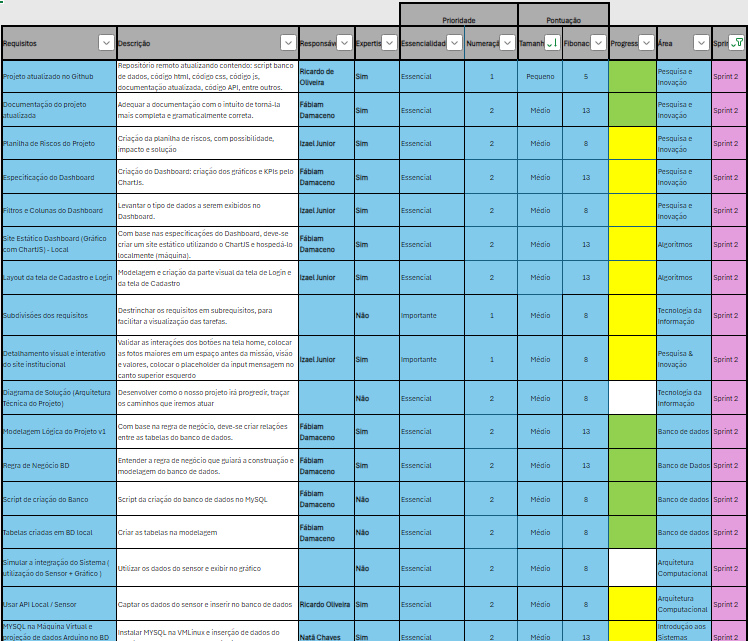 Prioridade Pontuação
Requisitos Descrição Responsáv Expertis Essencialidad Numeraçã Tamanh Fibonac Progress Área Sprin
Projeto atualizado no Github Repositório remoto atualizando contendo: script banco de dados, código html, código css, código js, documentação atualizada, código API, entre outros. Ricardo de Oliveira Sim Essencial 1 Pequeno 5 Pesquisa e Inovação Sprint 2
Documentação do projeto atualizada Adequar a documentação com o intuito de torná-la mais completa e gramaticalmente correta. Fábiam Damaceno Sim Essencial 2 Médio 13 Pesquisa e Inovação Sprint 2
Planilha de Riscos do Projeto Criação da planilha de riscos, com possibilidade, impacto e solução Izael Junior Sim Essencial 2 Médio 8 Pesquisa e Inovação Sprint 2
Especificação do Dashboard Criação do Dashboard: criação dos gráficos e KPIs pelo ChartJs. Fábiam Damaceno Sim Essencial 2 Médio 13 Pesquisa e Inovação Sprint 2
Filtros e Colunas do Dashboard Levantar o tipo de dados a serem exibidos no Dashboard. Izael Junior Sim Essencial 2 Médio 8 Pesquisa e Inovação Sprint 2
Site Estático Dashboard (Gráfico com ChartJS) - Local Com base nas especificações do Dashboard, deve-se criar um site estático utilizando o ChartJS e hospedá-lo localmente (máquina). Fábiam Damaceno Sim Essencial 2 Médio 13 Algoritmos Sprint 2
Layout da tela de Cadastro e Login Modelagem e criação da parte visual da tela de Login e da tela de Cadastro Izael Junior Sim Essencial 2 Médio 13 Algoritmos Sprint 2
Subdivisões dos requisitos Destrinchar os requisitos em subrequisitos, para facilitar a visualização das tarefas. Não Importante 1 Médio 8 Tecnologia da Informação Sprint 2
Detalhamento visual e interativo do site institucional Validar as interações dos botões na tela home, colocar as fotos maiores em um espaço antes da missão, visão e valores, colocar o placeholder da input mensagem no canto superior esquerdo Izael Junior Sim Importante 1 Médio 8 Pesquisa & Inovação Sprint 2
Diagrama de Solução (Arquitetura Técnica do Projeto) Desenvolver como o nosso projeto irá progredir, traçar os caminhos que iremos atuar Não Essencial 2 Médio 8 Tecnologia da Informação Sprint 2
Modelagem Lógica do Projeto v1 Com base na regra de negócio, deve-se criar relações entre as tabelas do banco de dados. Fábiam Damaceno Sim Essencial 2 Médio 13 Banco de dados Sprint 2
Regra de Negócio BD Entender a regra de negócio que guiará a construação e modelagem do banco de dados. Fábiam Damaceno Sim Essencial 2 Médio 13 Banco de Dados Sprint 2
Script de criação do Banco Script da criação do banco de dados no MySQL Fábiam Damaceno Não Essencial 2 Médio 8 Banco de dados Sprint 2
Tabelas criadas em BD local Criar as tabelas na modelagem Fábiam Damaceno Não Essencial 2 Médio 8 Banco de dados Sprint 2
Simular a integração do Sistema ( utilização do Sensor + Gráfico ) Utilizar os dados do sensor e exibir no gráfico Não Essencial 2 Médio 8 Arquitetura Computacional Sprint 2
Usar API Local / Sensor Captar os dados do sensor e inserir no banco de dados Ricardo Oliveira Sim Essencial 2 Médio 8 Arquitetura Computacional Sprint 2
MYSQL na Máquina Virtual e projeção de dados Arduino no BD Instalar MYSQL na VMLinux e inserção de dados do Natã Chaves Sim Essencial 2 Médio 13 Introdução aos Sistemas Sprint 2